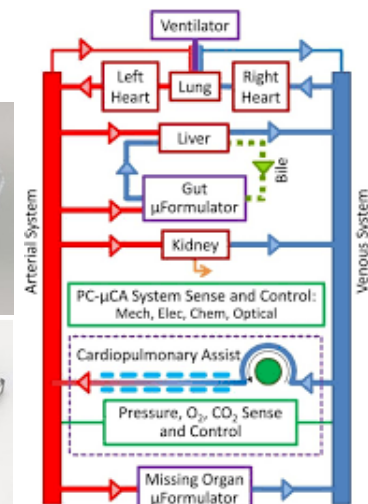 Ventilator
Left
Heart
Lung
Right
Heart
Liver
Bile
Gut
µFormulator
Arterial System
Venous System
Kidney
PC-µCA System Sense and Control:
Mech, Elec, Chem, Optical
Cardiopulmonary Assist
Pressure, O₂, CO₂ Sense
and Control
Missing Organ
µFormulator